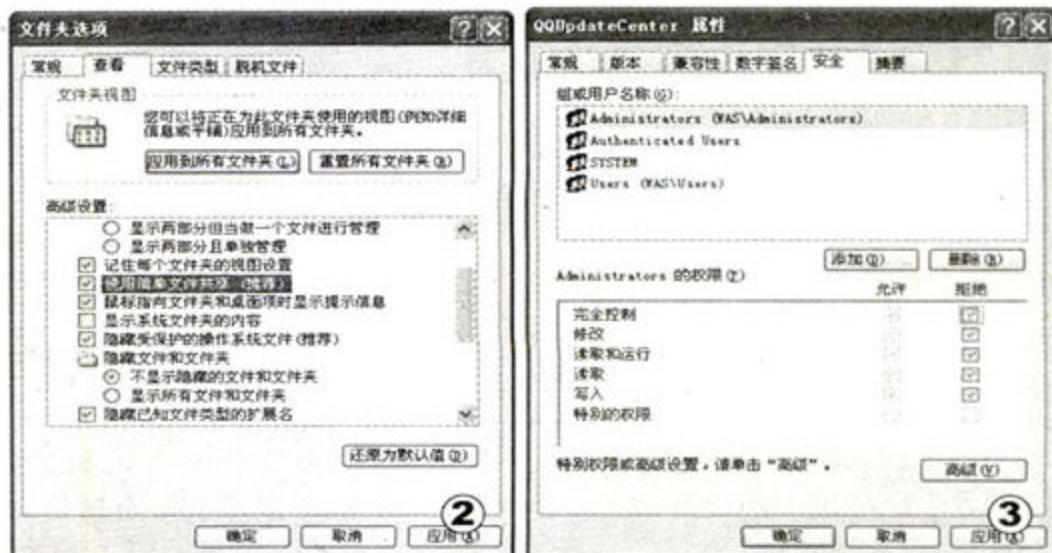 文件夹选项
常规 查看 文件类型 脱机文件
文件夹视图
您可以将正在为此文件夹使用的视图(例如详细
信息或平铺)应用到所有文件夹。
应用到所有文件夹(L) 重置所有文件夹(R)
高级设置:
显示两部分但当做一个文件进行管理
显示两部分且单独管理
记住每个文件夹的视图设置
使用简单文件共享 (推荐)
鼠标指向文件夹和桌面项时显示提示信息
显示系统文件夹的内容
隐藏受保护的操作系统文件(推荐)
隐藏文件和文件夹
不显示隐藏的文件和文件夹
显示所有文件和文件夹
隐藏已知文件类型的扩展名
还原为默认值(D)
确定 取消 应用(A)
②
QQUpdateCenter 属性
常规 版本 兼容性 数字签名 安全 摘要
组或用户名称(G):
Administrators (WAS\Administrators)
Authenticated Users
SYSTEM
Users (WAS\Users)
添加(D)... 删除(R)
Administrators 的权限(P) 允许 拒绝
完全控制
修改
读取和运行
读取
写入
特别的权限
特别权限或高级设置，请单击“高级”。
高级(V)
确定 取消 应用(A)
③